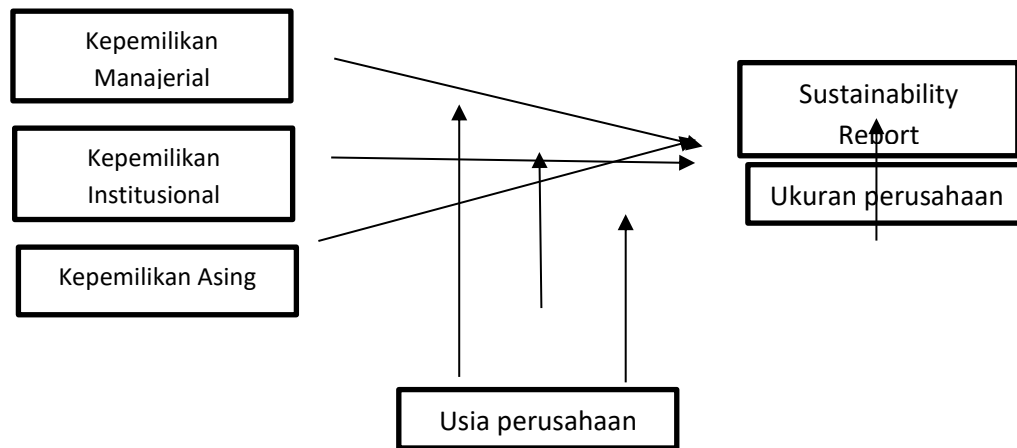 Kepemilikan
Manajerial
Kepemilikan
Institusional
Kepemilikan Asing
Sustainability
Report
Ukuran perusahaan
Usia perusahaan